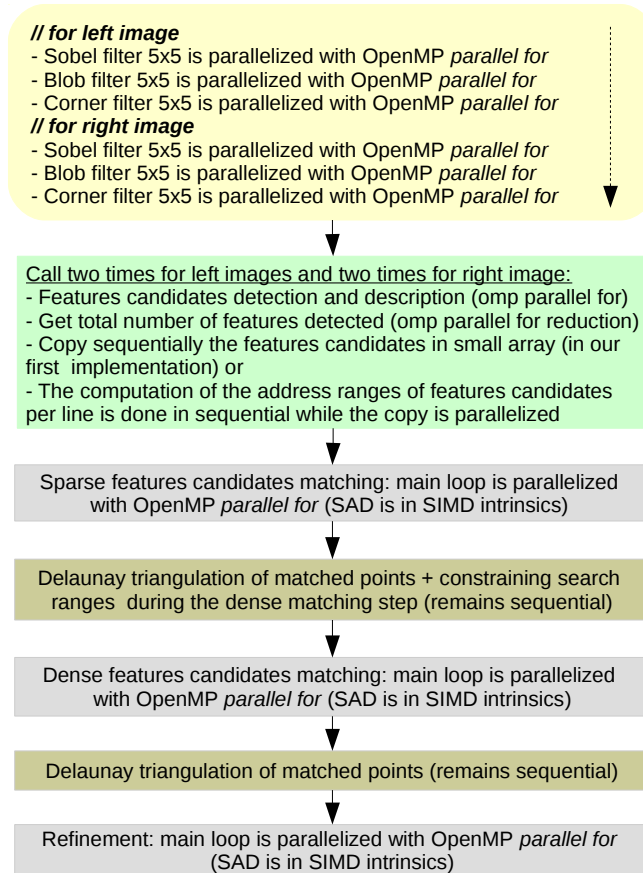 // for left image
- Sobel filter 5x5 is parallelized with OpenMP parallel for
- Blob filter 5x5 is parallelized with OpenMP parallel for
- Corner filter 5x5 is parallelized with OpenMP parallel for
// for right image
- Sobel filter 5x5 is parallelized with OpenMP parallel for
- Blob filter 5x5 is parallelized with OpenMP parallel for
- Corner filter 5x5 is parallelized with OpenMP parallel for
Call two times for left images and two times for right image:
- Features candidates detection and description (omp parallel for)
- Get total number of features detected (omp parallel for reduction)
- Copy sequentially the features candidates in small array (in our
first implementation) or
- The computation of the address ranges of features candidates
per line is done in sequential while the copy is parallelized
Sparse features candidates matching: main loop is parallelized
with OpenMP parallel for (SAD is in SIMD intrinsics)
Delaunay triangulation of matched points + constraining search
ranges during the dense matching step (remains sequential)
Dense features candidates matching: main loop is parallelized
with OpenMP parallel for (SAD is in SIMD intrinsics)
Delaunay triangulation of matched points (remains sequential)
Refinement: main loop is parallelized with OpenMP parallel for
(SAD is in SIMD intrinsics)